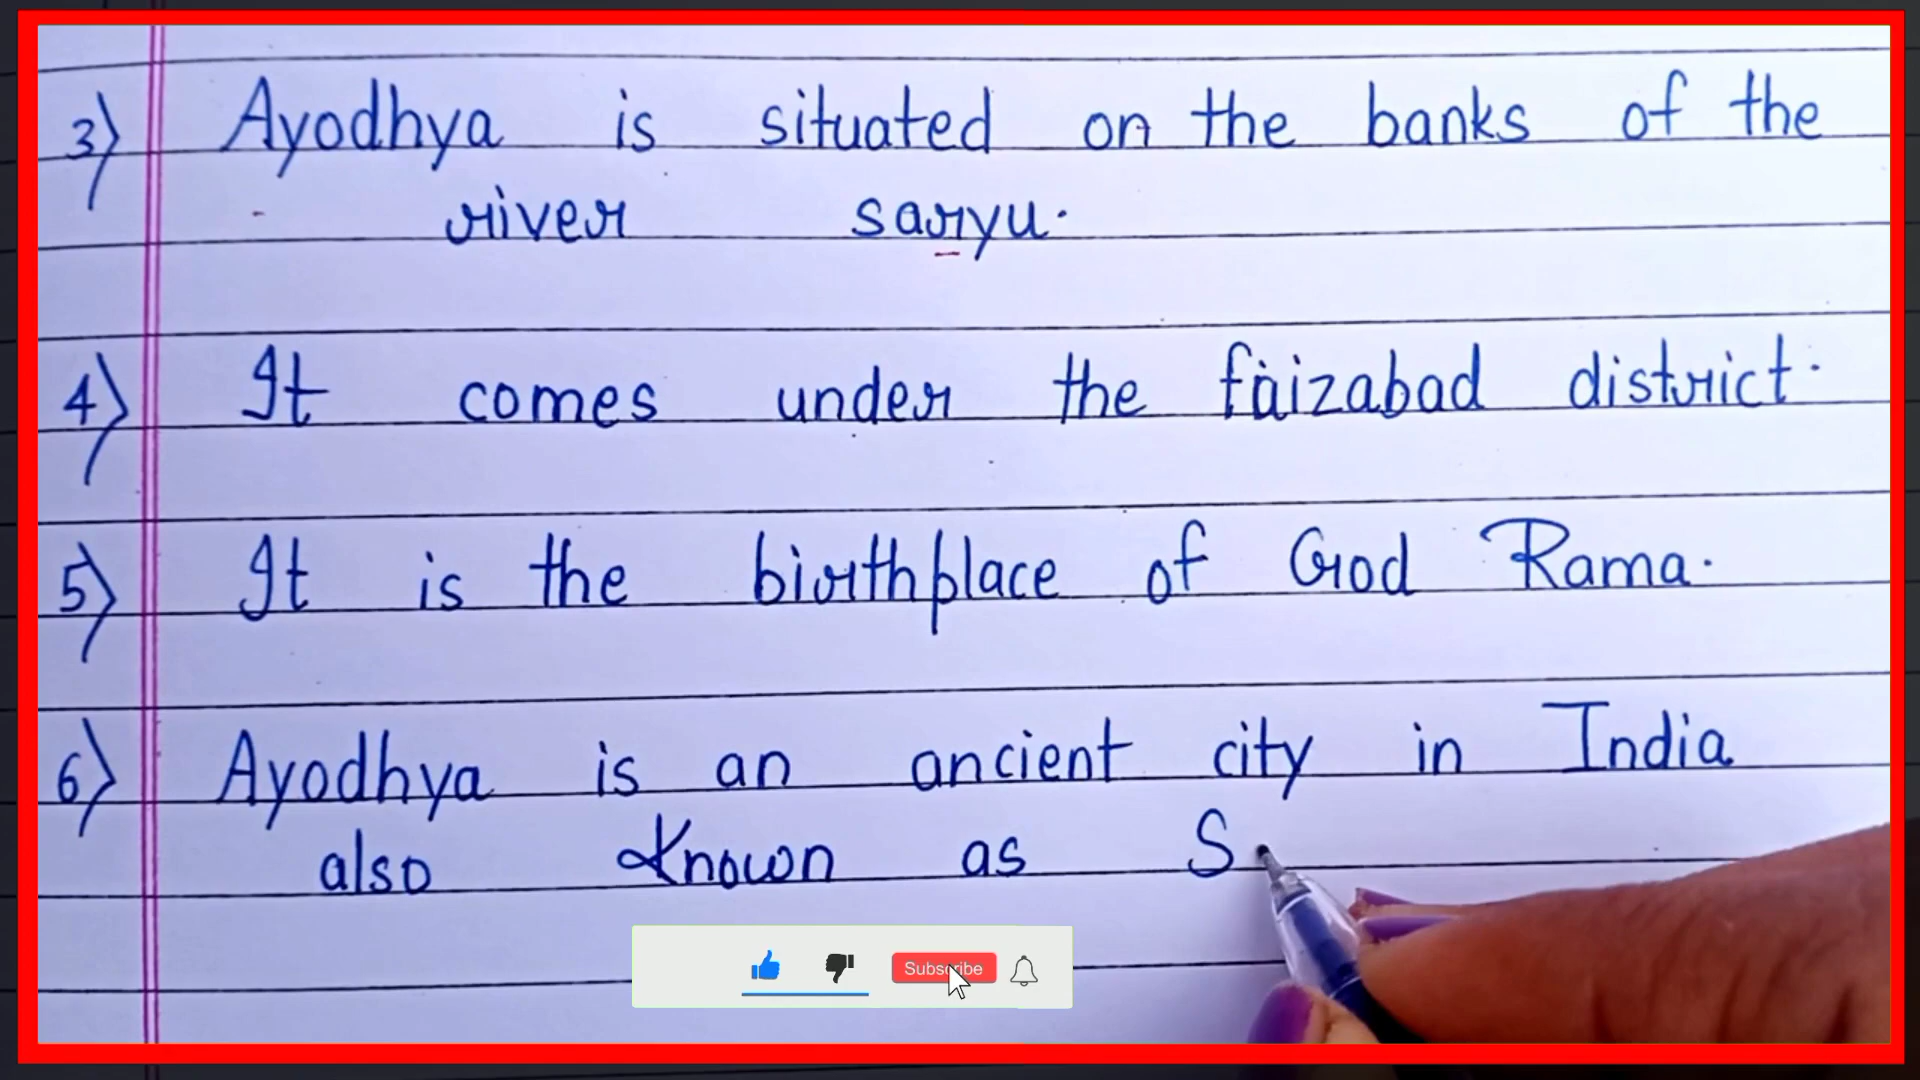 3) Ayodhya is situated on the banks of the
river saryu.
4) It comes under the faizabad district.
5) It is the birthplace of God Rama.
6) Ayodhya is an ancient city in India
also known as S
Subscribe